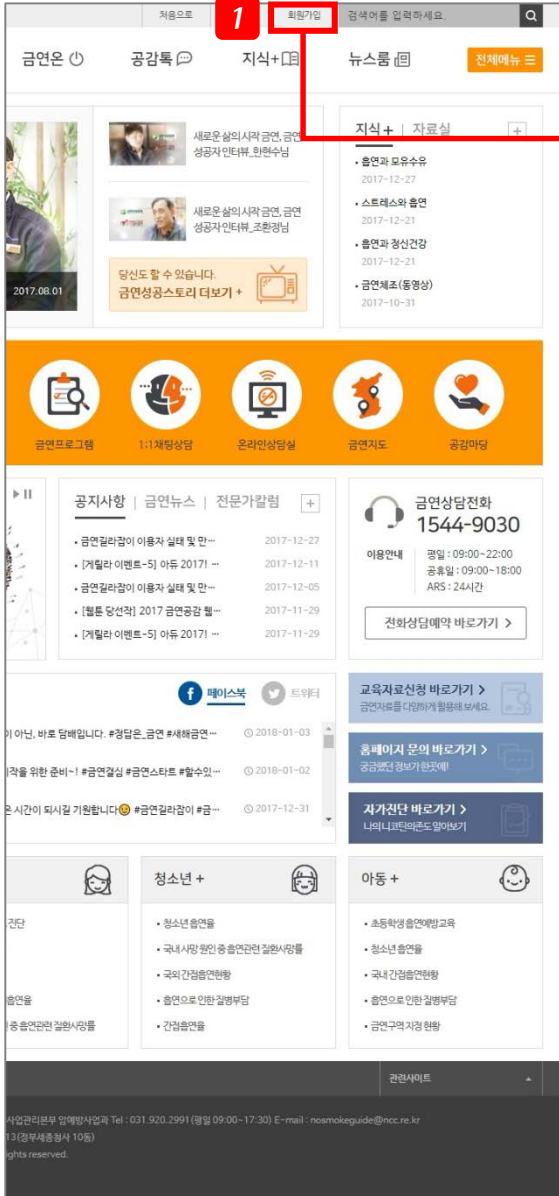 처음으로
1
회원가입
검색어를 입력하세요.
금연온
공감톡
지식+
뉴스룸
전체메뉴
새로운 삶의 시작 금연, 금연
성공자 인터뷰_한현수님
새로운 삶의 시작 금연, 금연
성공자 인터뷰_조환정님
2017.08.01
당신도 할 수 있습니다.
금연성공스토리 더보기 +
지식+ | 자료실
+
• 흡연과 모유수유
2017-12-27
• 스트레스와 흡연
2017-12-21
• 흡연과 정신건강
2017-12-21
• 금연체조(동영상)
2017-10-31
금연프로그램
1:1채팅상담
온라인상담실
금연지도
공감마당
공지사항 | 금연뉴스 | 전문가칼럼
+
• 금연길라잡이 이용자 실태 및 만… 2017-12-27
• [게릴라 이벤트-5] 아듀 2017! … 2017-12-11
• 금연길라잡이 이용자 실태 및 만… 2017-12-05
• [웹툰 당선작] 2017 금연공감 웹… 2017-11-29
• [게릴라 이벤트-5] 아듀 2017! … 2017-11-29
금연상담전화
1544-9030
이용안내
평일 : 09:00~22:00
공휴일 : 09:00~18:00
ARS : 24시간
전화상담예약 바로가기 >
페이스북
트위터
이 아닌, 바로 담배입니다. #정답은_금연 #새해금연… 2018-01-03
시작을 위한 준비~! #금연결심 #금연스타트 #할수있… 2018-01-02
은 시간이 되시길 기원합니다😉 #금연길라잡이 #금… 2017-12-31
교육자료신청 바로가기 >
금연자료를 다양하게 활용해 보세요.
홈페이지 문의 바로가기 >
궁금했던 정보가 한곳에!
자가진단 바로가기 >
나의 니코틴의존도 알아보기
진단
흡연율
중 흡연관련 질환사망률
청소년 +
• 청소년 흡연율
• 국내 사망 원인 중 흡연관련 질환사망률
• 국외 간접흡연현황
• 흡연으로 인한 질병부담
• 간접흡연율
아동 +
• 초등학생 흡연예방교육
• 청소년 흡연율
• 국내 간접흡연현황
• 흡연으로 인한 질병부담
• 금연구역 지정 현황
관련사이트
사업관리본부 암예방사업과 Tel : 031.920.2991 (평일 09:00~17:30) E-mail : nosmokeguide@ncc.re.kr
13 (정부세종청사 10동)
ghts reserved.